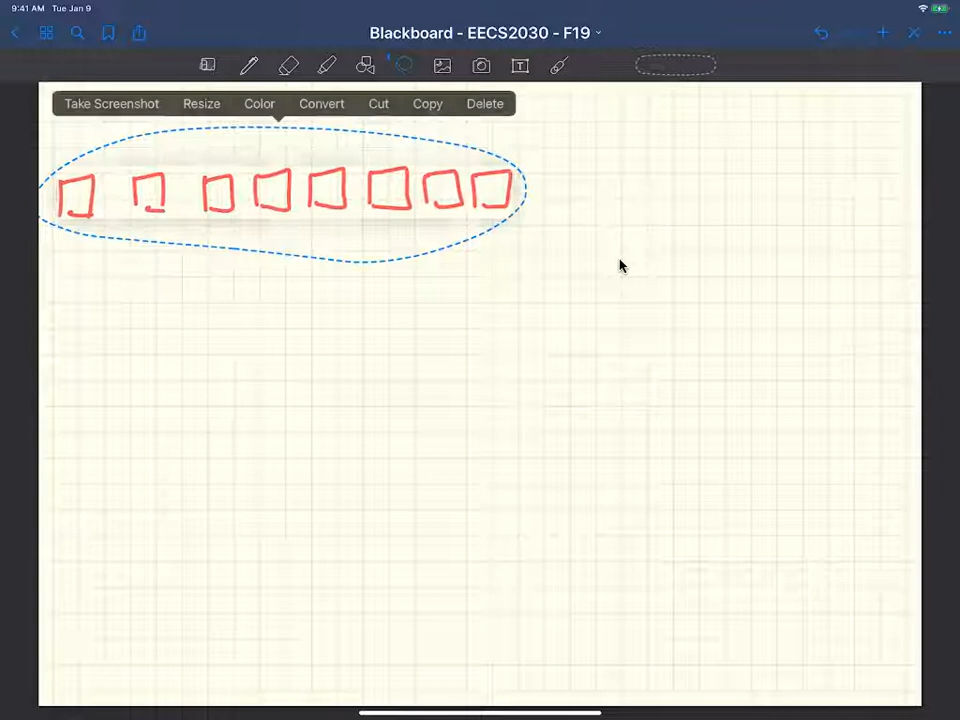 9:41 AM Tue Jan 9
Blackboard - EECS2030 - F19
Take Screenshot Resize Color Convert Cut Copy Delete